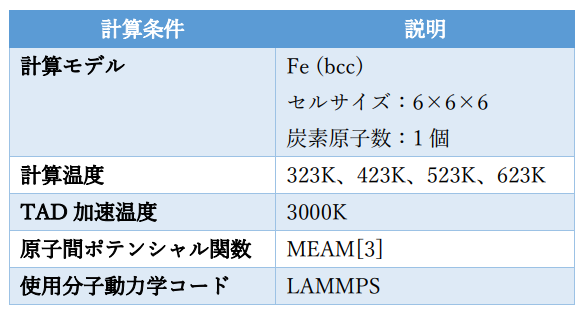 計算条件 説明
計算モデル Fe (bcc)
セルサイズ：6×6×6
炭素原子数：1 個
計算温度 323K、423K、523K、623K
TAD 加速温度 3000K
原子間ポテンシャル関数 MEAM[3]
使用分子動力学コード LAMMPS